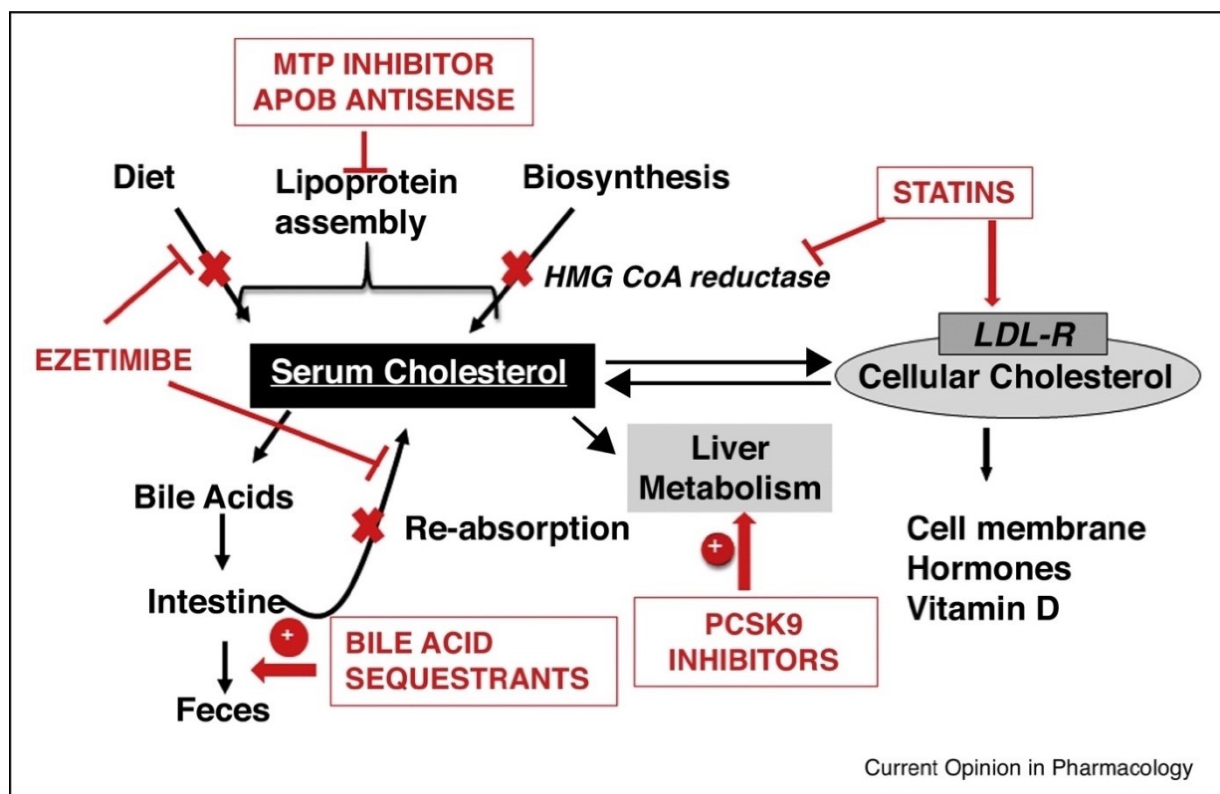 MTP INHIBITOR
APOB ANTISENSE
Diet
Lipoprotein
assembly
Biosynthesis
STATINS
HMG CoA reductase
LDL-R
EZETIMIBE
Serum Cholesterol
Cellular Cholesterol
Liver
Metabolism
Bile Acids
Re-absorption
+
Cell membrane
Hormones
Vitamin D
Intestine
+
BILE ACID
SEQUESTRANTS
PCSK9
INHIBITORS
Feces
Current Opinion in Pharmacology